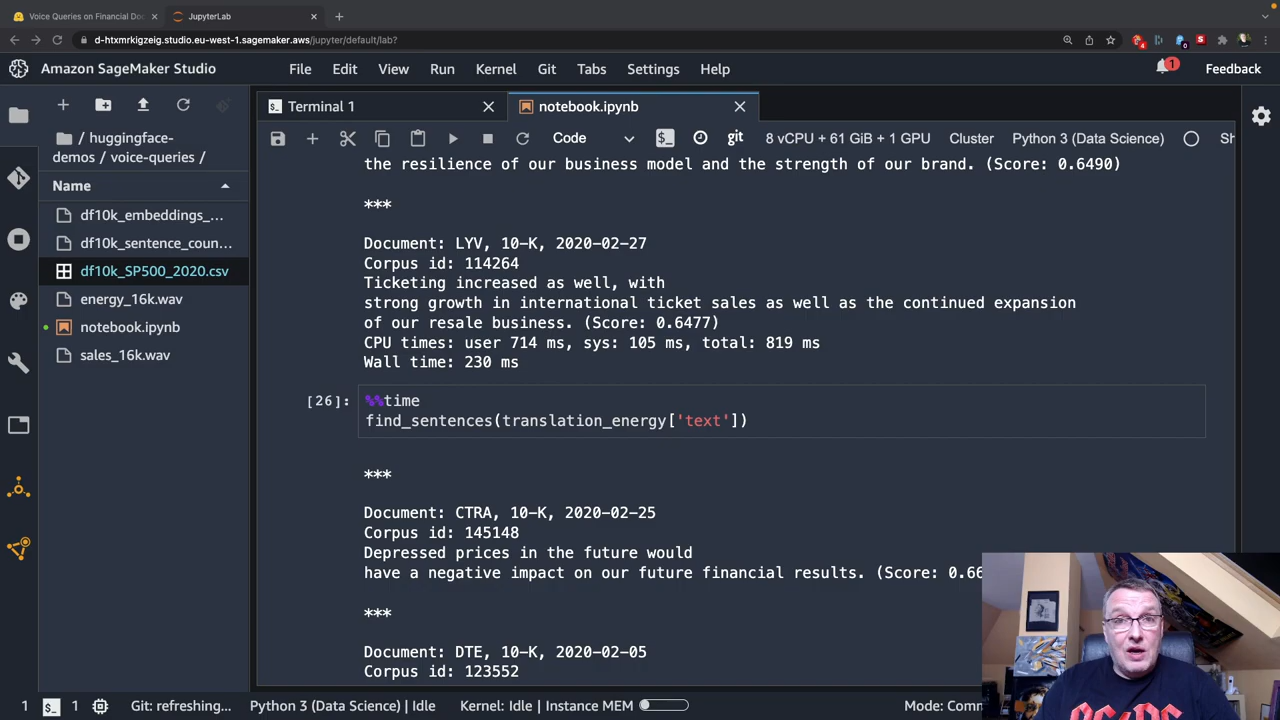 Voice Queries on Financial Do
JupyterLab
d-htxmrkigzeig.studio.eu-west-1.sagemaker.aws/jupyter/default/lab?
4
0
Amazon SageMaker Studio
File Edit View Run Kernel Git Tabs Settings Help
1
Feedback
Terminal 1
notebook.ipynb
Code
git
8 vCPU + 61 GiB + 1 GPU
Cluster
Python 3 (Data Science)
Sh
/ huggingface-
demos / voice-queries /
Name
df10k_embeddings_...
df10k_sentence_coun...
df10k_SP500_2020.csv
energy_16k.wav
notebook.ipynb
sales_16k.wav
the resilience of our business model and the strength of our brand. (Score: 0.6490)
***
Document: LYV, 10-K, 2020-02-27
Corpus id: 114264
Ticketing increased as well, with
strong growth in international ticket sales as well as the continued expansion
of our resale business. (Score: 0.6477)
CPU times: user 714 ms, sys: 105 ms, total: 819 ms
Wall time: 230 ms
[26]:
%%time
find_sentences(translation_energy['text'])
***
Document: CTRA, 10-K, 2020-02-25
Corpus id: 145148
Depressed prices in the future would
have a negative impact on our future financial results. (Score: 0.66
***
Document: DTE, 10-K, 2020-02-05
Corpus id: 123552
1
1
Git: refreshing...
Python 3 (Data Science) | Idle
Kernel: Idle | Instance MEM
Mode: Comm